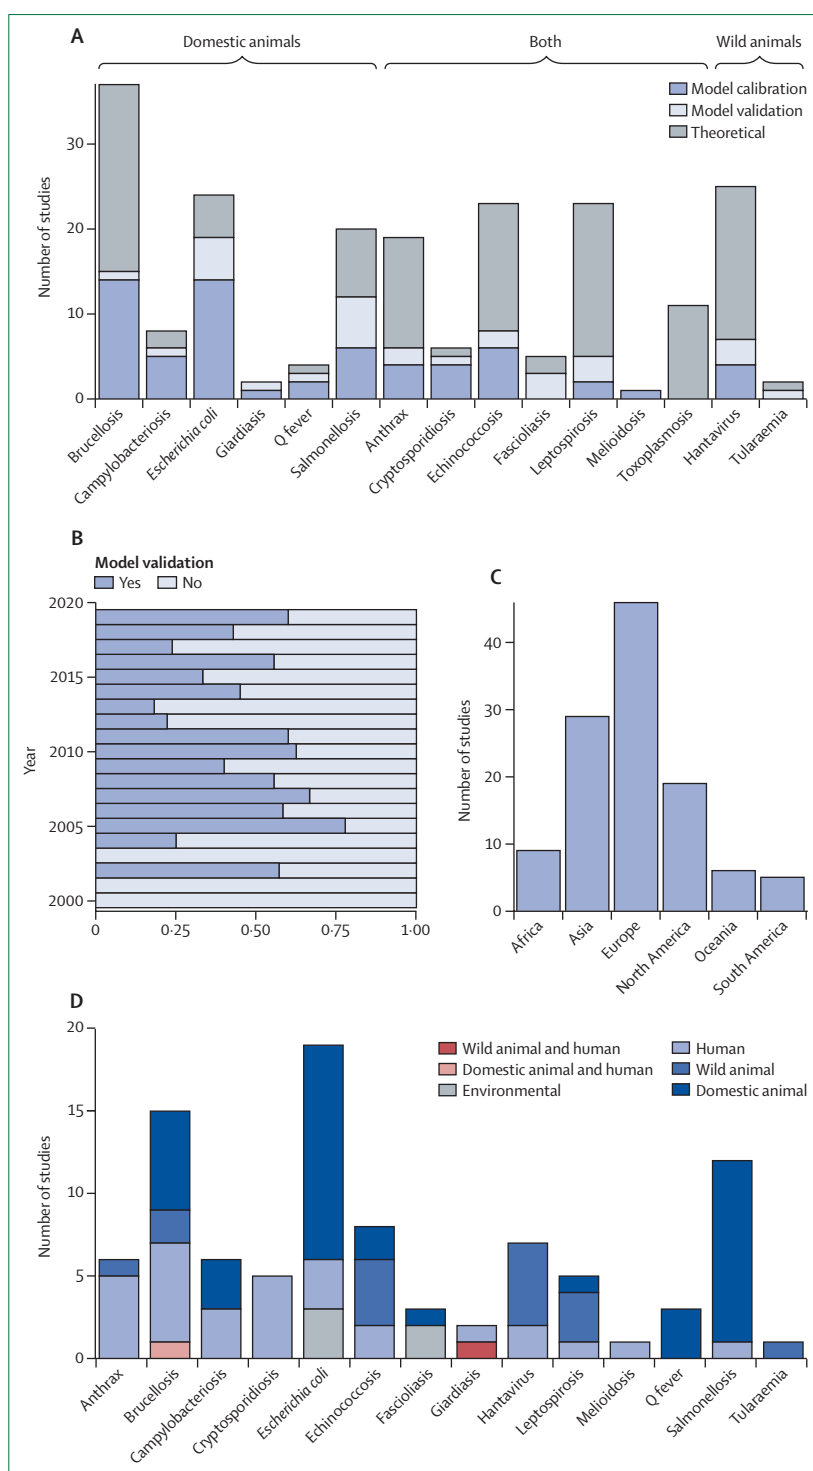 A
Domestic animals
Both
Wild animals
Model calibration
Model validation
Theoretical
Number of studies
30
20
10
0
Brucellosis
Campylobacteriosis
Escherichia coli
Giardiasis
Q fever
Salmonellosis
Anthrax
Cryptosporidiosis
Echinococcosis
Fascioliasis
Leptospirosis
Melioidosis
Toxoplasmosis
Hantavirus
Tularaemia
B
Model validation
Yes
No
Year
2020
2015
2010
2005
2000
0
0·25
0·50
0·75
1·00
C
Number of studies
40
30
20
10
0
Africa
Asia
Europe
North America
Oceania
South America
D
Wild animal and human
Domestic animal and human
Environmental
Human
Wild animal
Domestic animal
Number of studies
20
15
10
5
0
Anthrax
Brucellosis
Campylobacteriosis
Cryptosporidiosis
Escherichia coli
Echinococcosis
Fascioliasis
Giardiasis
Hantavirus
Leptospirosis
Melioidosis
Q fever
Salmonellosis
Tularaemia